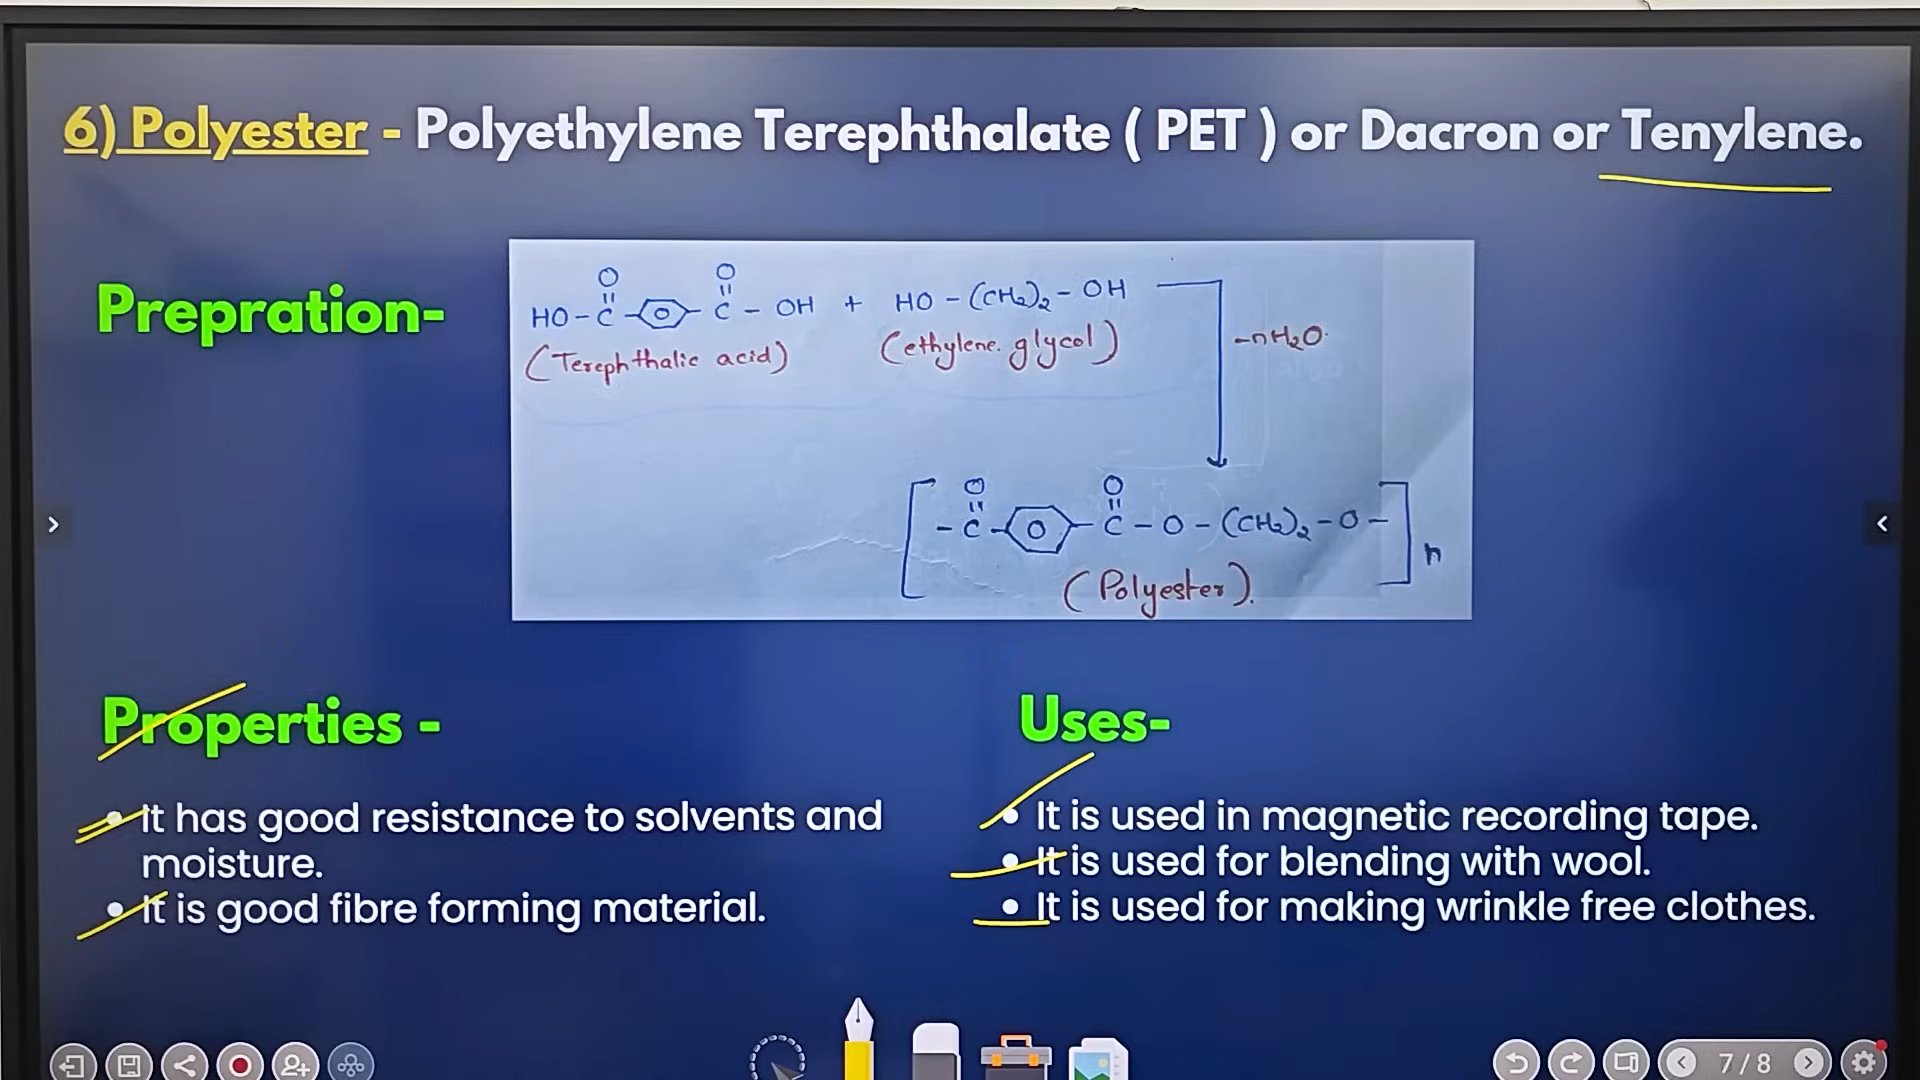 6) Polyester - Polyethylene Terephthalate ( PET ) or Dacron or Tenylene.
Prepration-
O O
HO - C - O - C - OH + HO - (CH2)2 - OH
(Terephthalic acid) (ethylene. glycol)
-nH2O.
O O
[ - C - O - C - O - (CH2)2 - O - ] n
(Polyester).
Properties -
• It has good resistance to solvents and
moisture.
• It is good fibre forming material.
Uses-
• It is used in magnetic recording tape.
• It is used for blending with wool.
• It is used for making wrinkle free clothes.
7 / 8